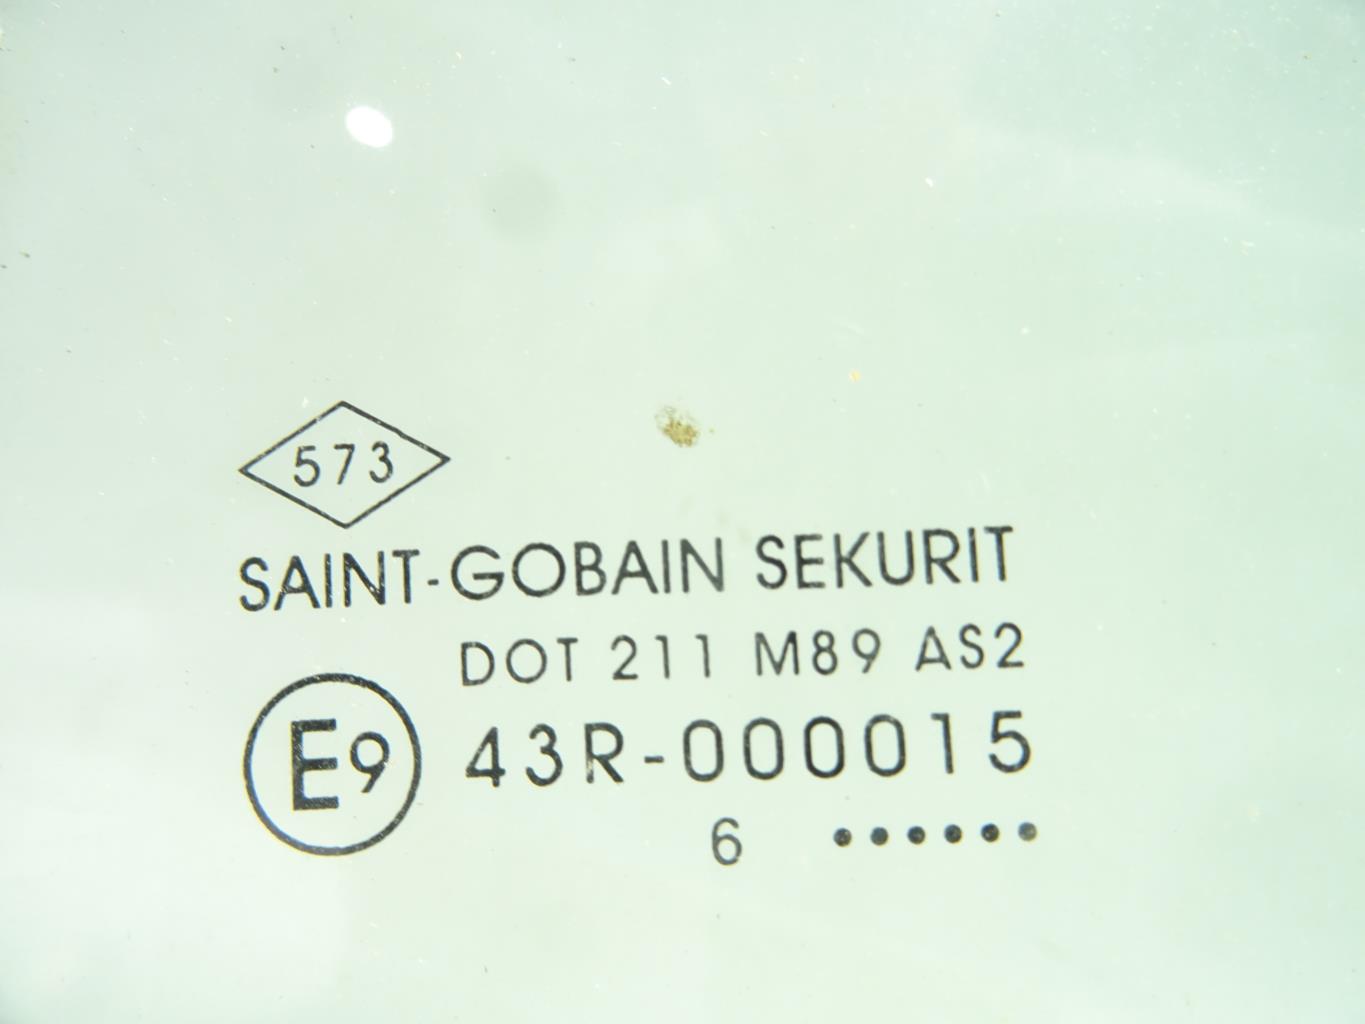 573
SAINT-GOBAIN SEKURIT
DOT 211 M89 AS2
E9 43R-000015
6 ••••••